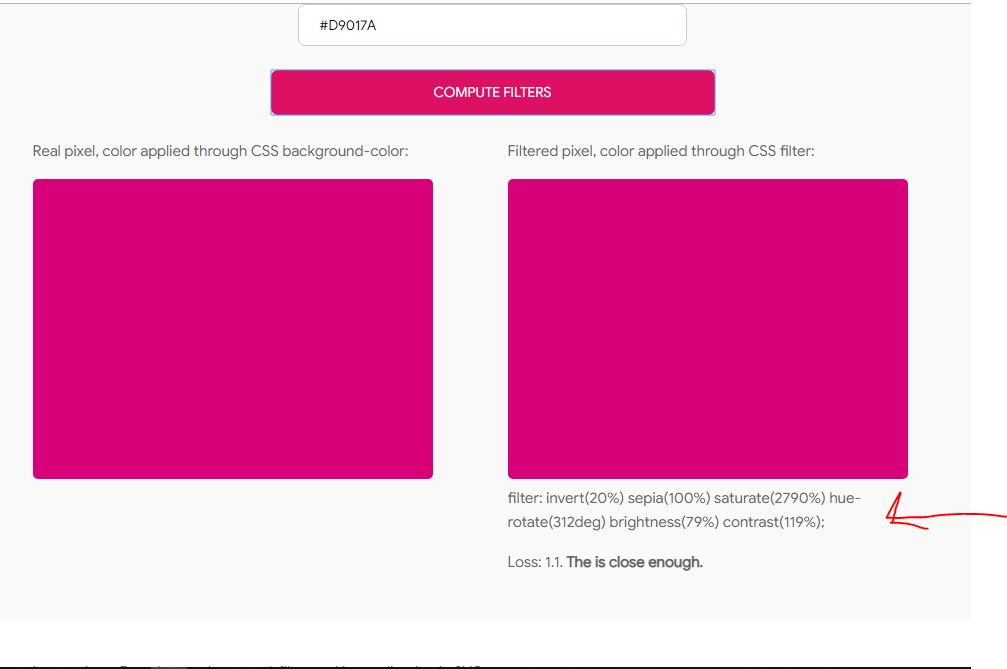 #D9017A
COMPUTE FILTERS
Real pixel, color applied through CSS background-color:
Filtered pixel, color applied through CSS filter:
filter: invert(20%) sepia(100%) saturate(2790%) hue-
rotate(312deg) brightness(79%) contrast(119%);
Loss: 1.1. The is close enough.